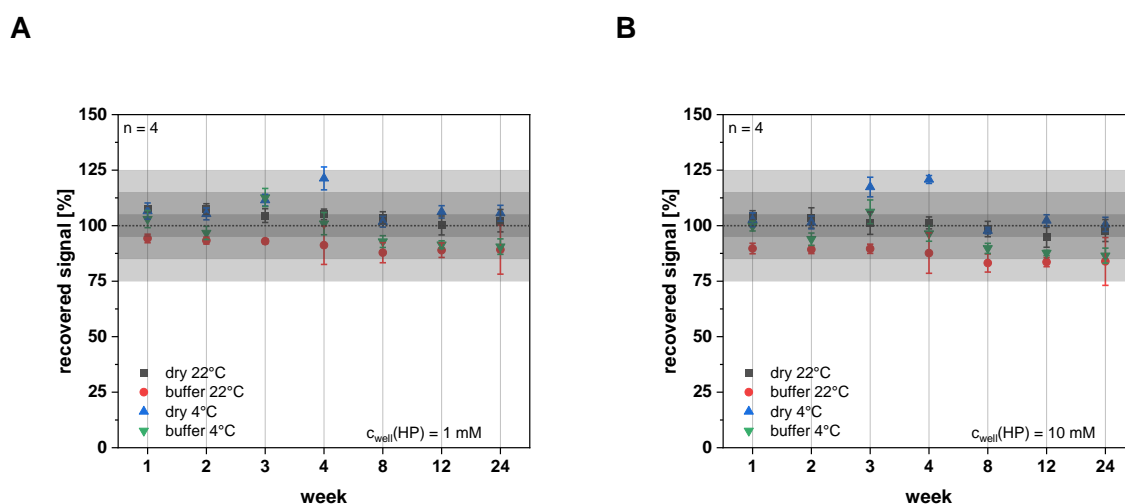 A
recovered signal [%]
150
125
100
75
50
25
0
n = 4
dry 22°C
buffer 22°C
dry 4°C
buffer 4°C
c_well(HP) = 1 mM
1 2 3 4 8 12 24
week
B
recovered signal [%]
150
125
100
75
50
25
0
n = 4
dry 22°C
buffer 22°C
dry 4°C
buffer 4°C
c_well(HP) = 10 mM
1 2 3 4 8 12 24
week